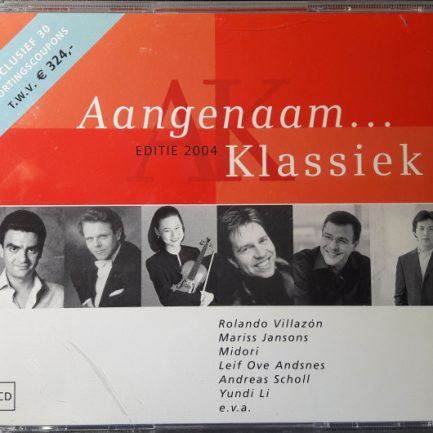 CLUSIEF 30
ORTINGSCOUPONS
T.W.V. € 324,-
AK
Aangenaam...
EDITIE 2004
Klassiek
Rolando Villazón
Mariss Jansons
Midori
Leif Ove Andsnes
Andreas Scholl
Yundi Li
e.v.a.
CD